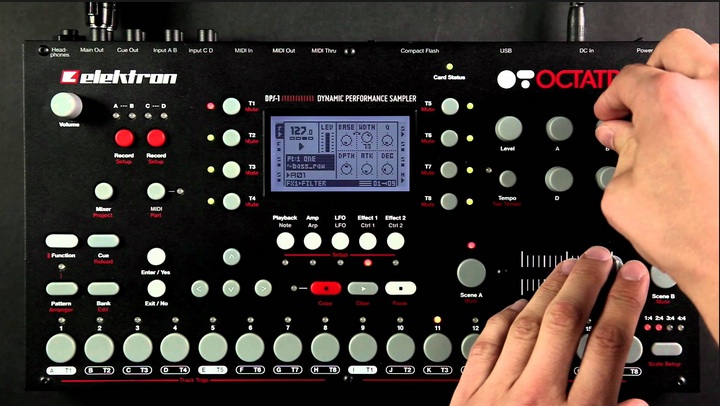 Head-phones Main Out Cue Out Input A B Input C D MIDI In MIDI Out MIDI Thru Compact Flash USB DC In Power
Card Status
elektron
OCTATR
DPS-1 DYNAMIC PERFORMANCE SAMPLER
A --- B C --- D
Volume
T1 Mute
T2 Mute
T3 Mute
T4 Mute
T5 Mute
T6 Mute
T7 Mute
T8 Mute
Record Setup
Record Setup
127.0
LEV BASE WDTH Q
DPTH ATK DEC
PT:1 ONE
A01
FX1>FILTER
Level A
Tempo
D
Mixer Project
MIDI Part
Playback Note
Amp Arp
LFO LFO
Effect 1 Ctrl 1
Effect 2 Ctrl 2
Setup
Function
Cue Reload
Enter / Yes
Exit / No
Pattern Arranger
Bank
Copy
Clear
Scene A Mute
Scene B Mute
1:4 2:4 3:4 4:4
Scale Setup
1 2 3 4 5 6 7 8 9 10 11 12
A T1 B T2 C T3 D T4 E T5 F T6 G T7 H T8 I T1 J T2 K T3 T8
Track Trigs